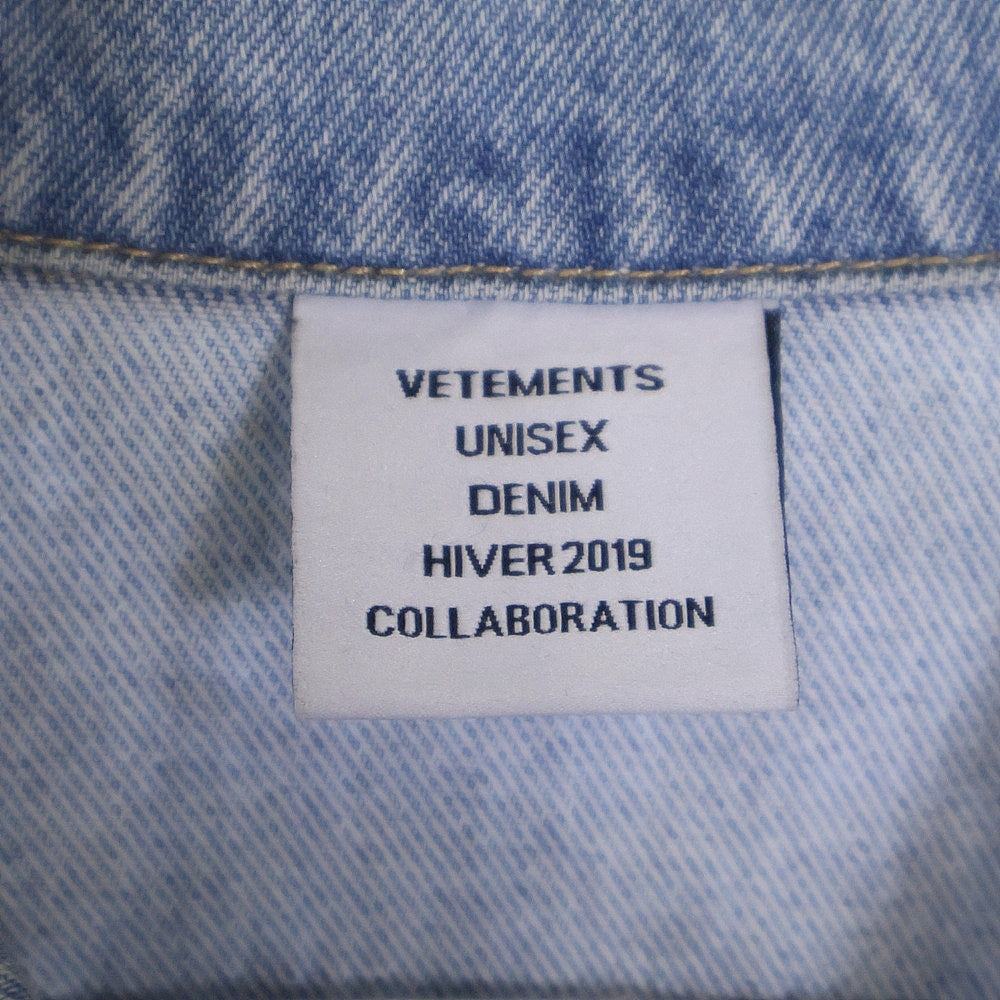 VETEMENTS
UNISEX
DENIM
HIVER 2019
COLLABORATION